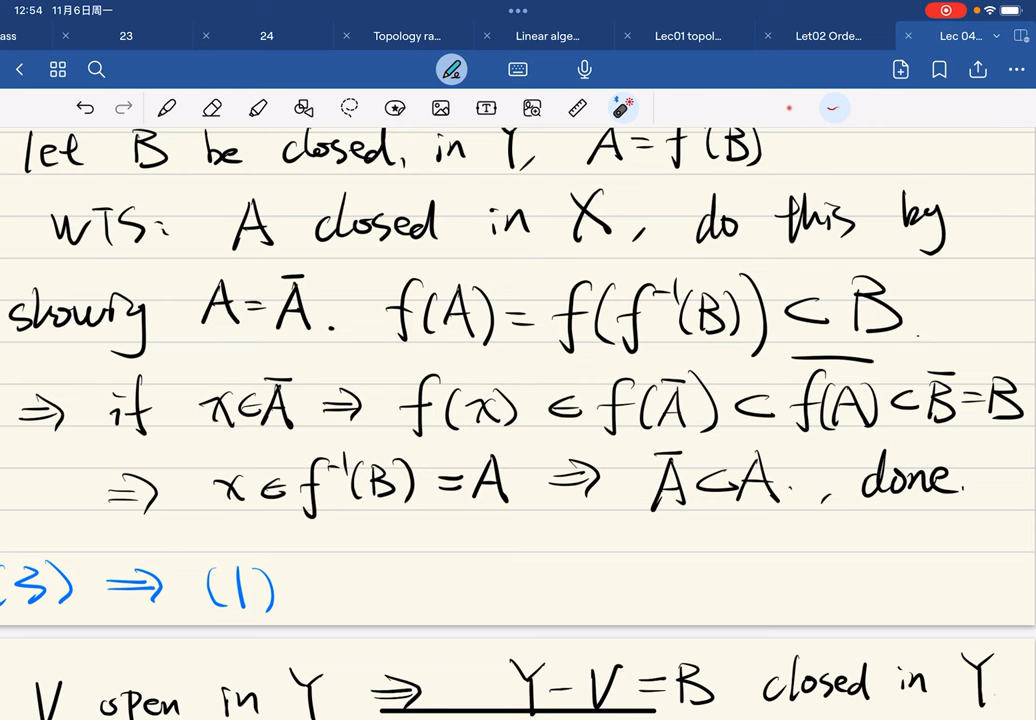 12:54 11月6日周一
ass 23 24 Topology ra... Linear alge... Lec01 topol... Let02 Orde... Lec 04...
let B be closed, in Y, A = f (B)
WTS: A closed in X, do this by
showing A = Ā. f(A) = f(f⁻¹(B)) ⊂ B.
⇒ if x ∈ Ā ⇒ f(x) ∈ f(Ā) ⊂ \overline{f(A)} ⊂ B̄ = B
⇒ x ∈ f⁻¹(B) = A ⇒ Ā ⊂ A., done.
(3) ⇒ (1)
V open in Y ⇒ Y - V = B closed in Y